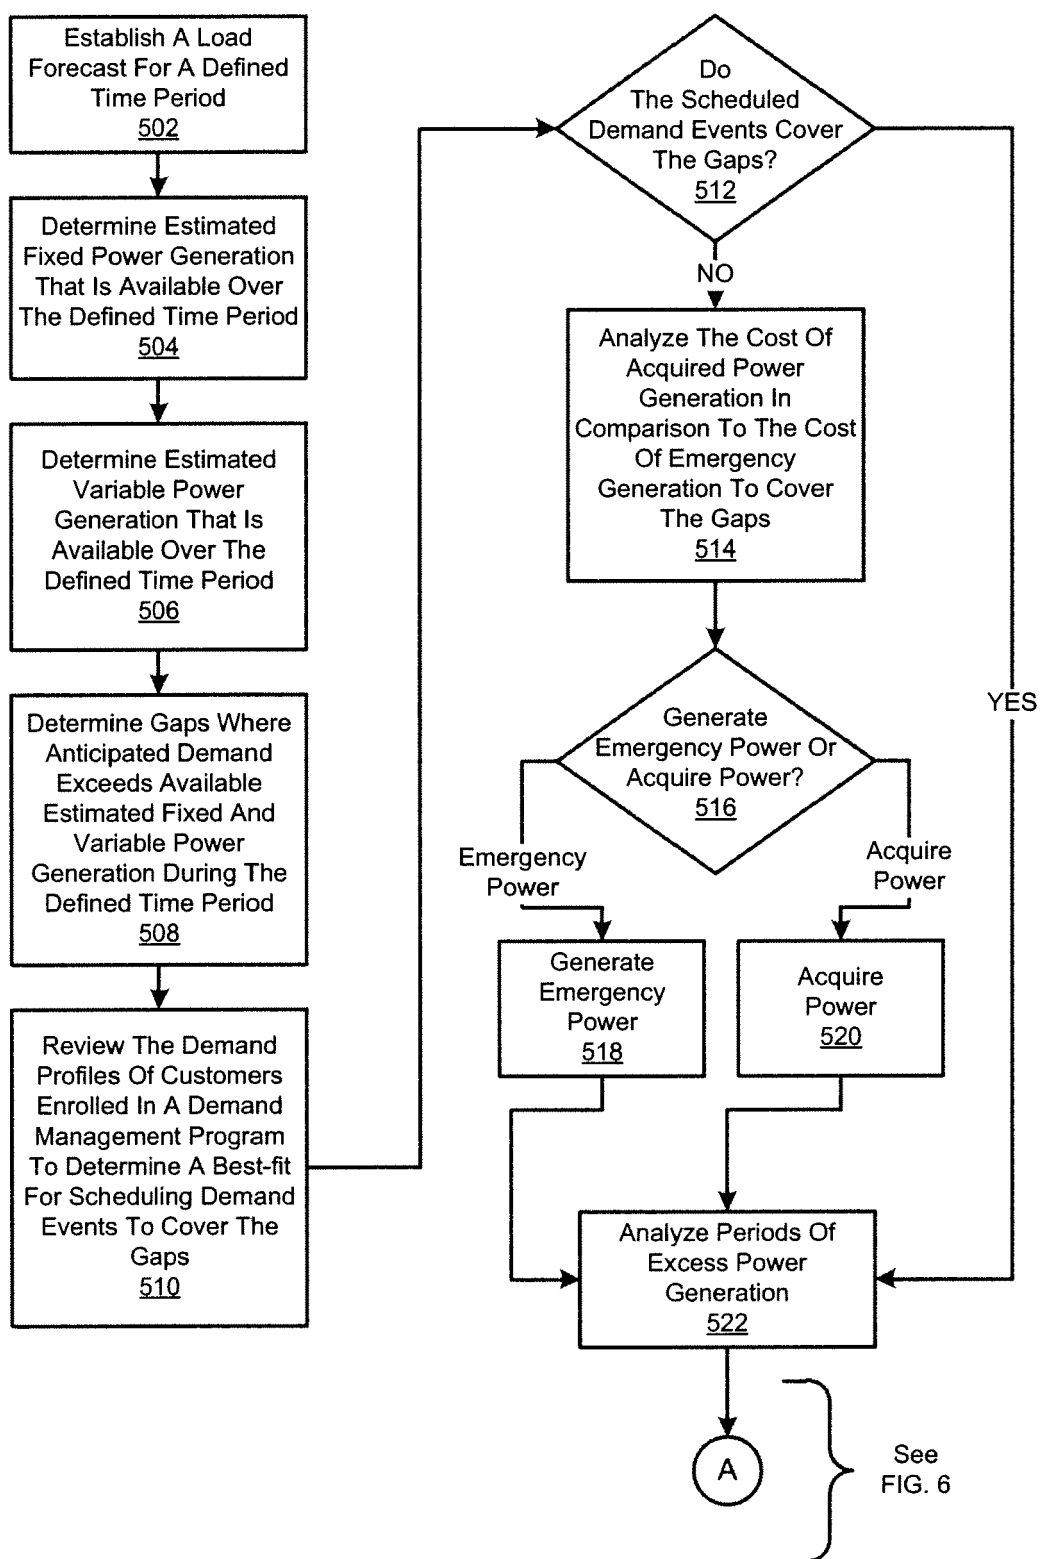 Establish A Load
Forecast For A Defined
Time Period
502
Determine Estimated
Fixed Power Generation
That Is Available Over
The Defined Time Period
504
Determine Estimated
Variable Power
Generation That Is
Available Over The
Defined Time Period
506
Determine Gaps Where
Anticipated Demand
Exceeds Available
Estimated Fixed And
Variable Power
Generation During The
Defined Time Period
508
Review The Demand
Profiles Of Customers
Enrolled In A Demand
Management Program
To Determine A Best-fit
For Scheduling Demand
Events To Cover The
Gaps
510
Do
The Scheduled
Demand Events Cover
The Gaps?
512
NO
YES
Analyze The Cost Of
Acquired Power
Generation In
Comparison To The Cost
Of Emergency
Generation To Cover
The Gaps
514
Generate
Emergency Power Or
Acquire Power?
516
Emergency
Power
Acquire
Power
Generate
Emergency
Power
518
Acquire
Power
520
Analyze Periods Of
Excess Power
Generation
522
A
See
FIG. 6